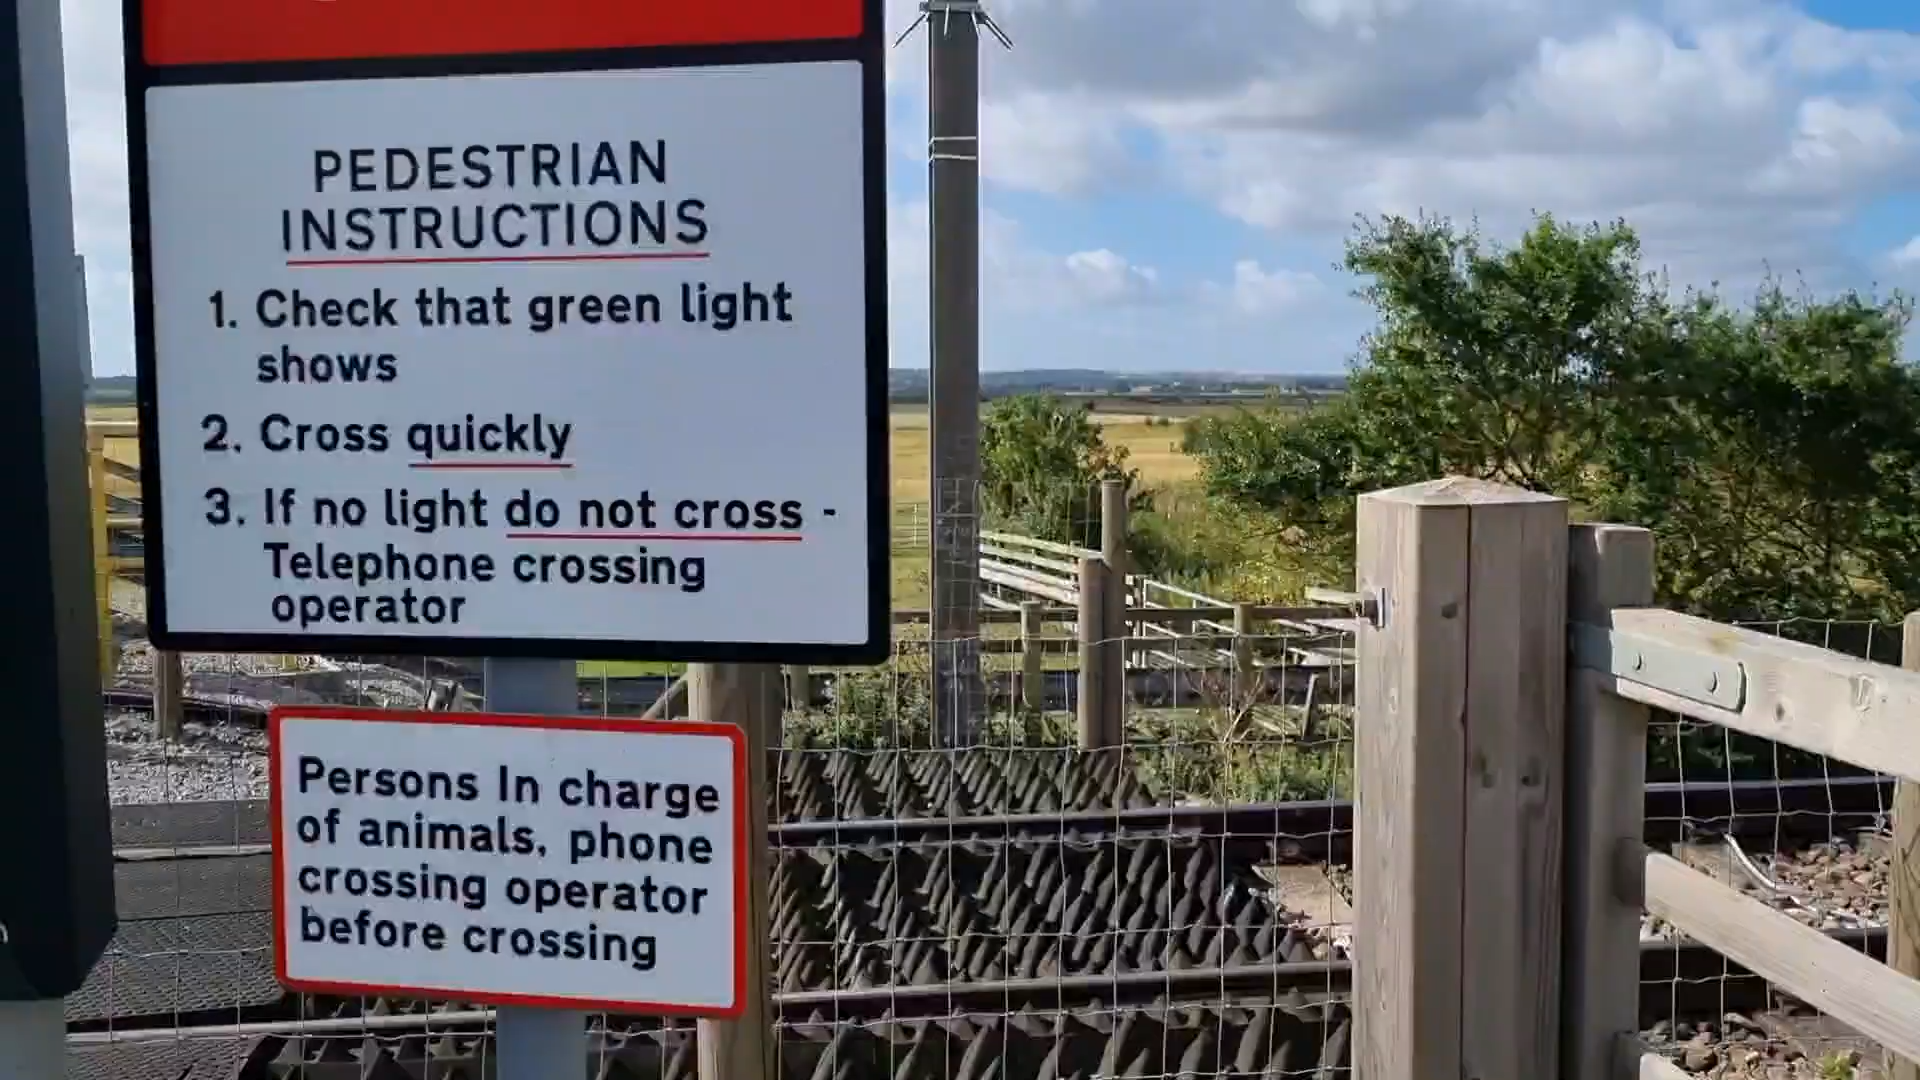 PEDESTRIAN
INSTRUCTIONS
1. Check that green light
shows
2. Cross quickly
3. If no light do not cross -
Telephone crossing
operator
Persons In charge
of animals, phone
crossing operator
before crossing